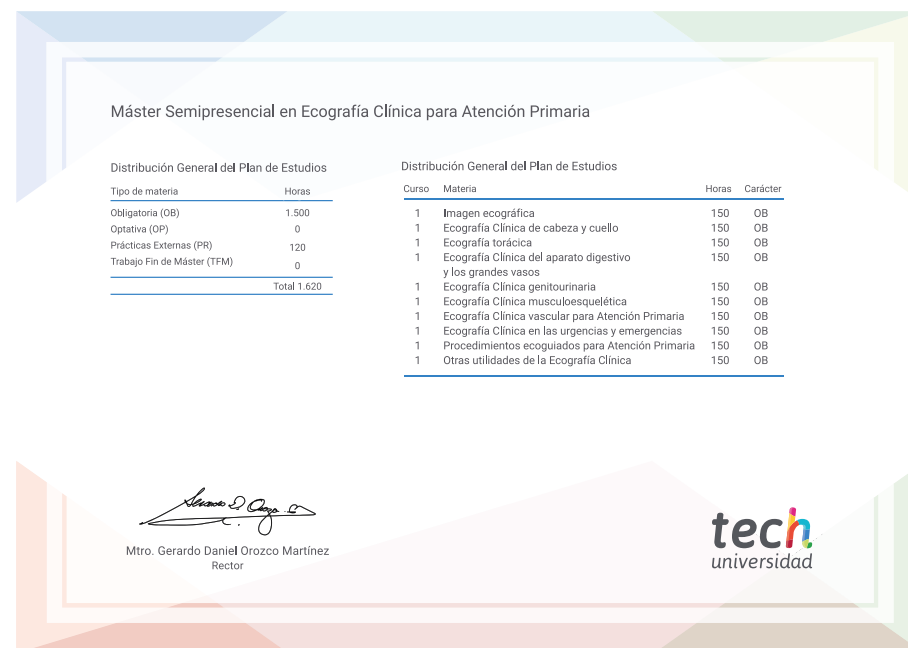 Máster Semipresencial en Ecografía Clínica para Atención Primaria
Distribución General del Plan de Estudios
Tipo de materia Horas
Obligatoria (OB) 1.500
Optativa (OP) 0
Prácticas Externas (PR) 120
Trabajo Fin de Máster (TFM) 0
Total 1.620
Distribución General del Plan de Estudios
Curso Materia Horas Carácter
1 Imagen ecográfica 150 OB
1 Ecografía Clínica de cabeza y cuello 150 OB
1 Ecografía torácica 150 OB
1 Ecografía Clínica del aparato digestivo 150 OB
y los grandes vasos
1 Ecografía Clínica genitourinaria 150 OB
1 Ecografía Clínica musculoesquelética 150 OB
1 Ecografía Clínica vascular para Atención Primaria 150 OB
1 Ecografía Clínica en las urgencias y emergencias 150 OB
1 Procedimientos ecoguiados para Atención Primaria 150 OB
1 Otras utilidades de la Ecografía Clínica 150 OB
Mtro. Gerardo Daniel Orozco Martínez
Rector
tech
universidad